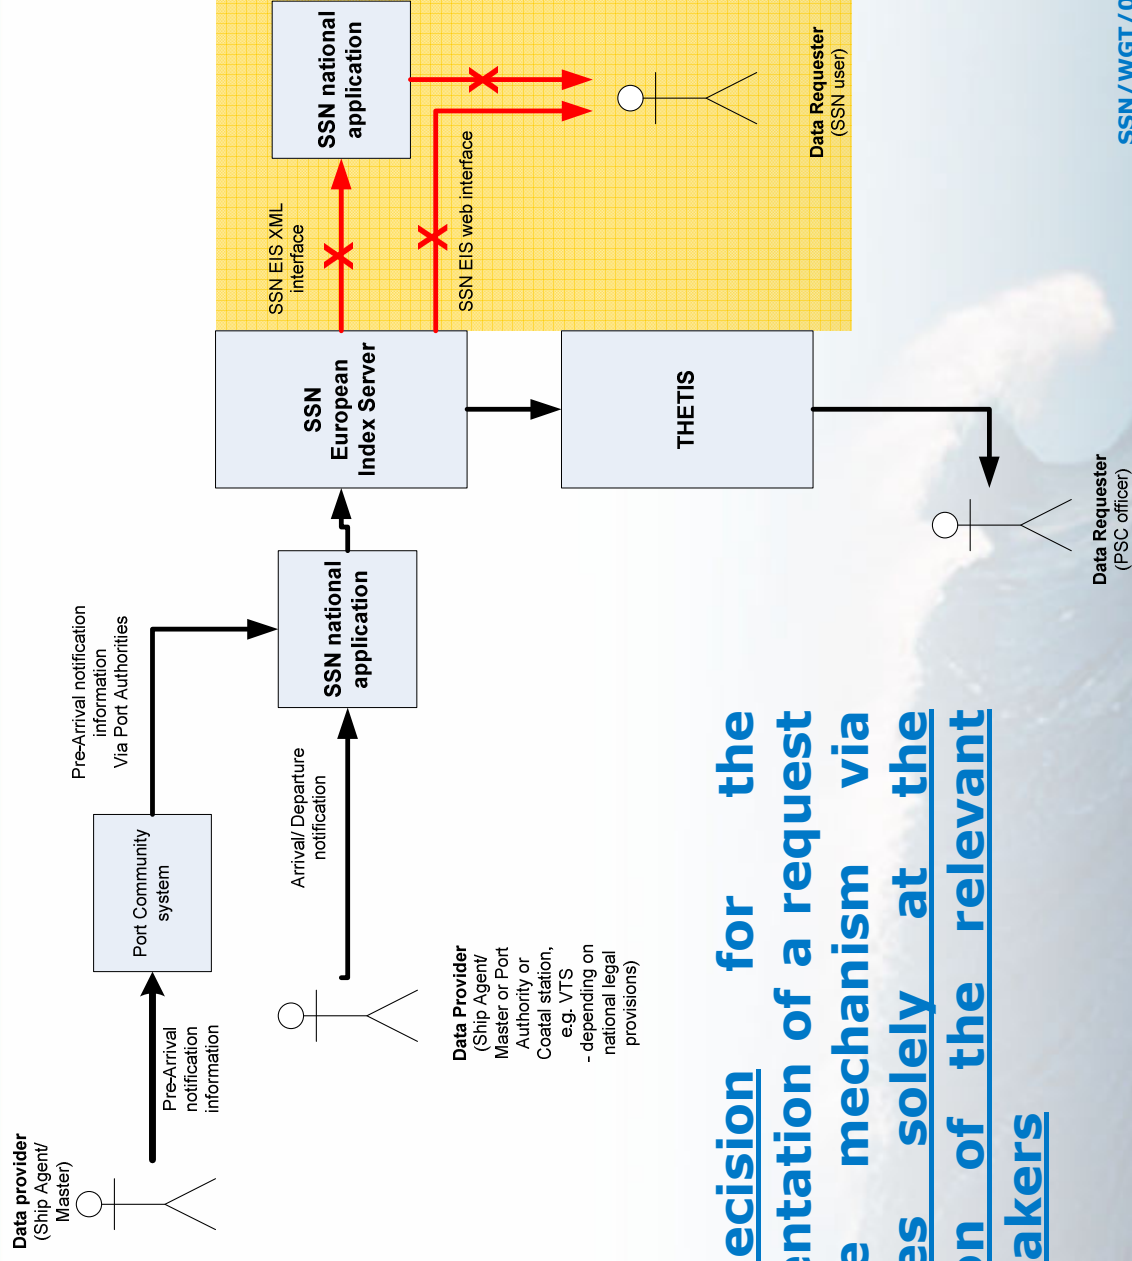 Data provider
(Ship Agent/
Master)
Pre-Arrival
notification
information
Port Community
system
Pre-Arrival notification
information
Via Port Authorities
Data Provider
(Ship Agent/
Master or Port
Authority or
Coatal station,
e.g. VTS
- depending on
national legal
provisions)
Arrival/ Departure
notification
SSN national
application
SSN
European
Index Server
THETIS
SSN EIS XML
interface
SSN EIS web interface
SSN national
application
Data Requester
(SSN user)
Data Requester
(PSC officer)
ecision for the
entation of a request
e mechanism via
es solely at the
on of the relevant
akers
SSN / WGT /